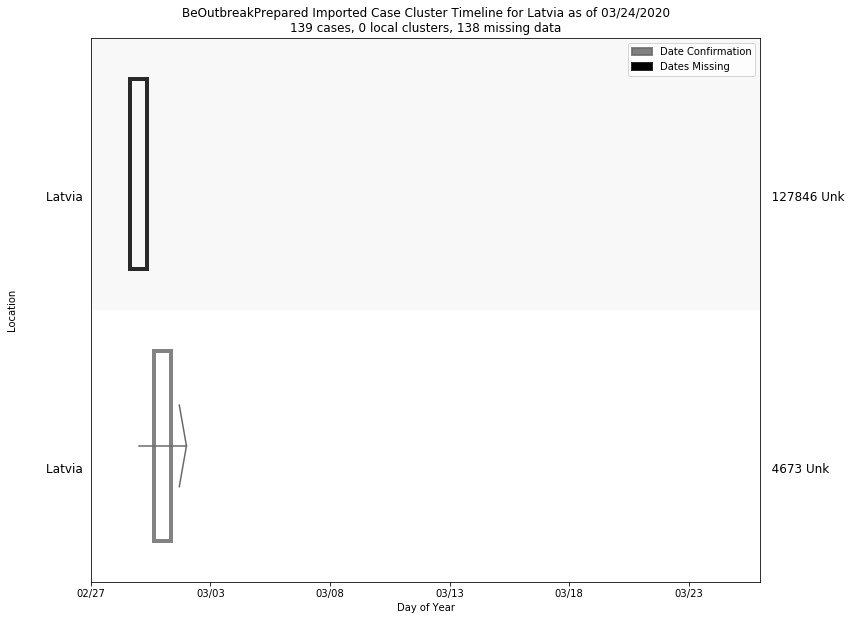 BeOutbreakPrepared Imported Case Cluster Timeline for Latvia as of 03/24/2020
139 cases, 0 local clusters, 138 missing data
Date Confirmation
Dates Missing
Latvia
127846 Unk
Location
Latvia
4673 Unk
02/27 03/03 03/08 03/13 03/18 03/23
Day of Year